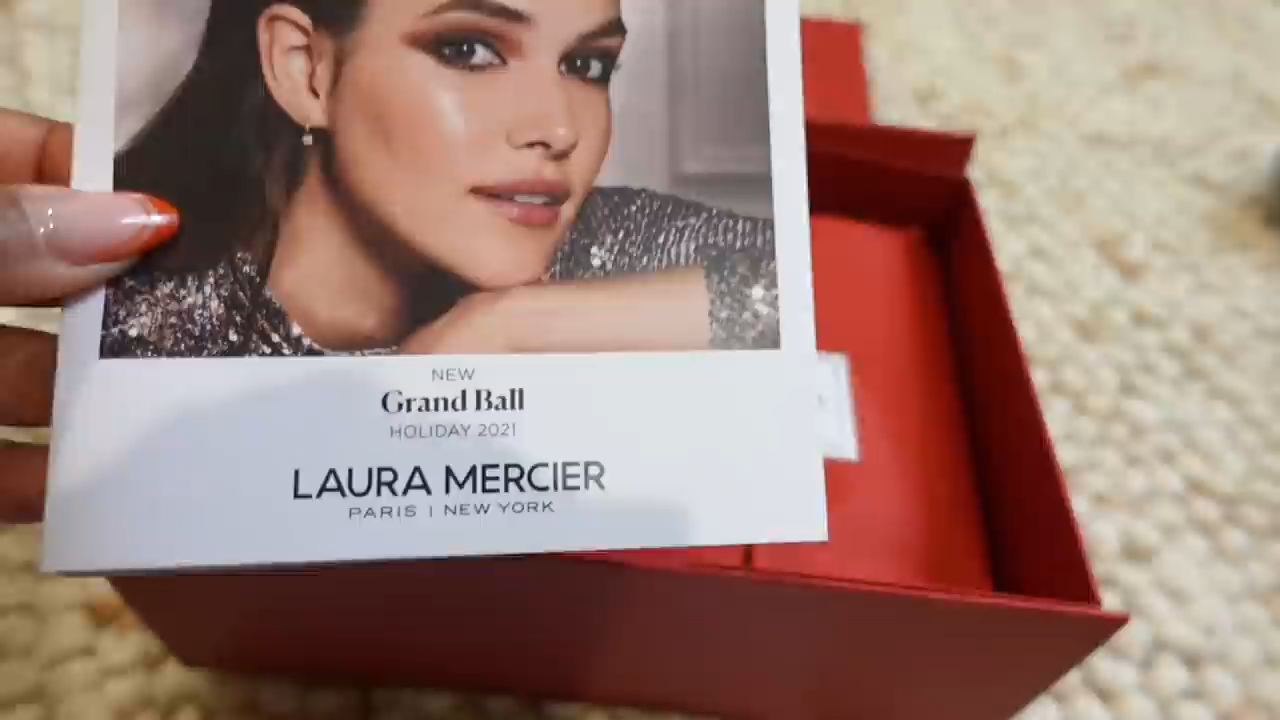 NEW
Grand Ball
HOLIDAY 2021
LAURA MERCIER
PARIS | NEW YORK